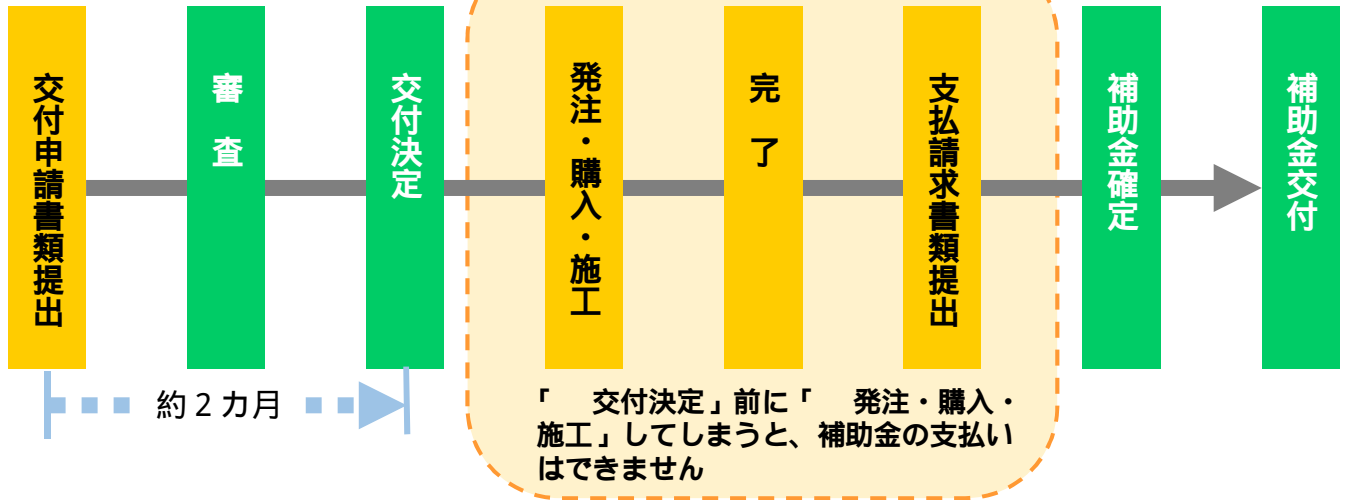 交付申請書類提出
審査
交付決定
発注・購入・施工
完了
支払請求書類提出
補助金確定
補助金交付
約2カ月
「　交付決定」前に「　発注・購入・
施工」してしまうと、補助金の支払い
はできません